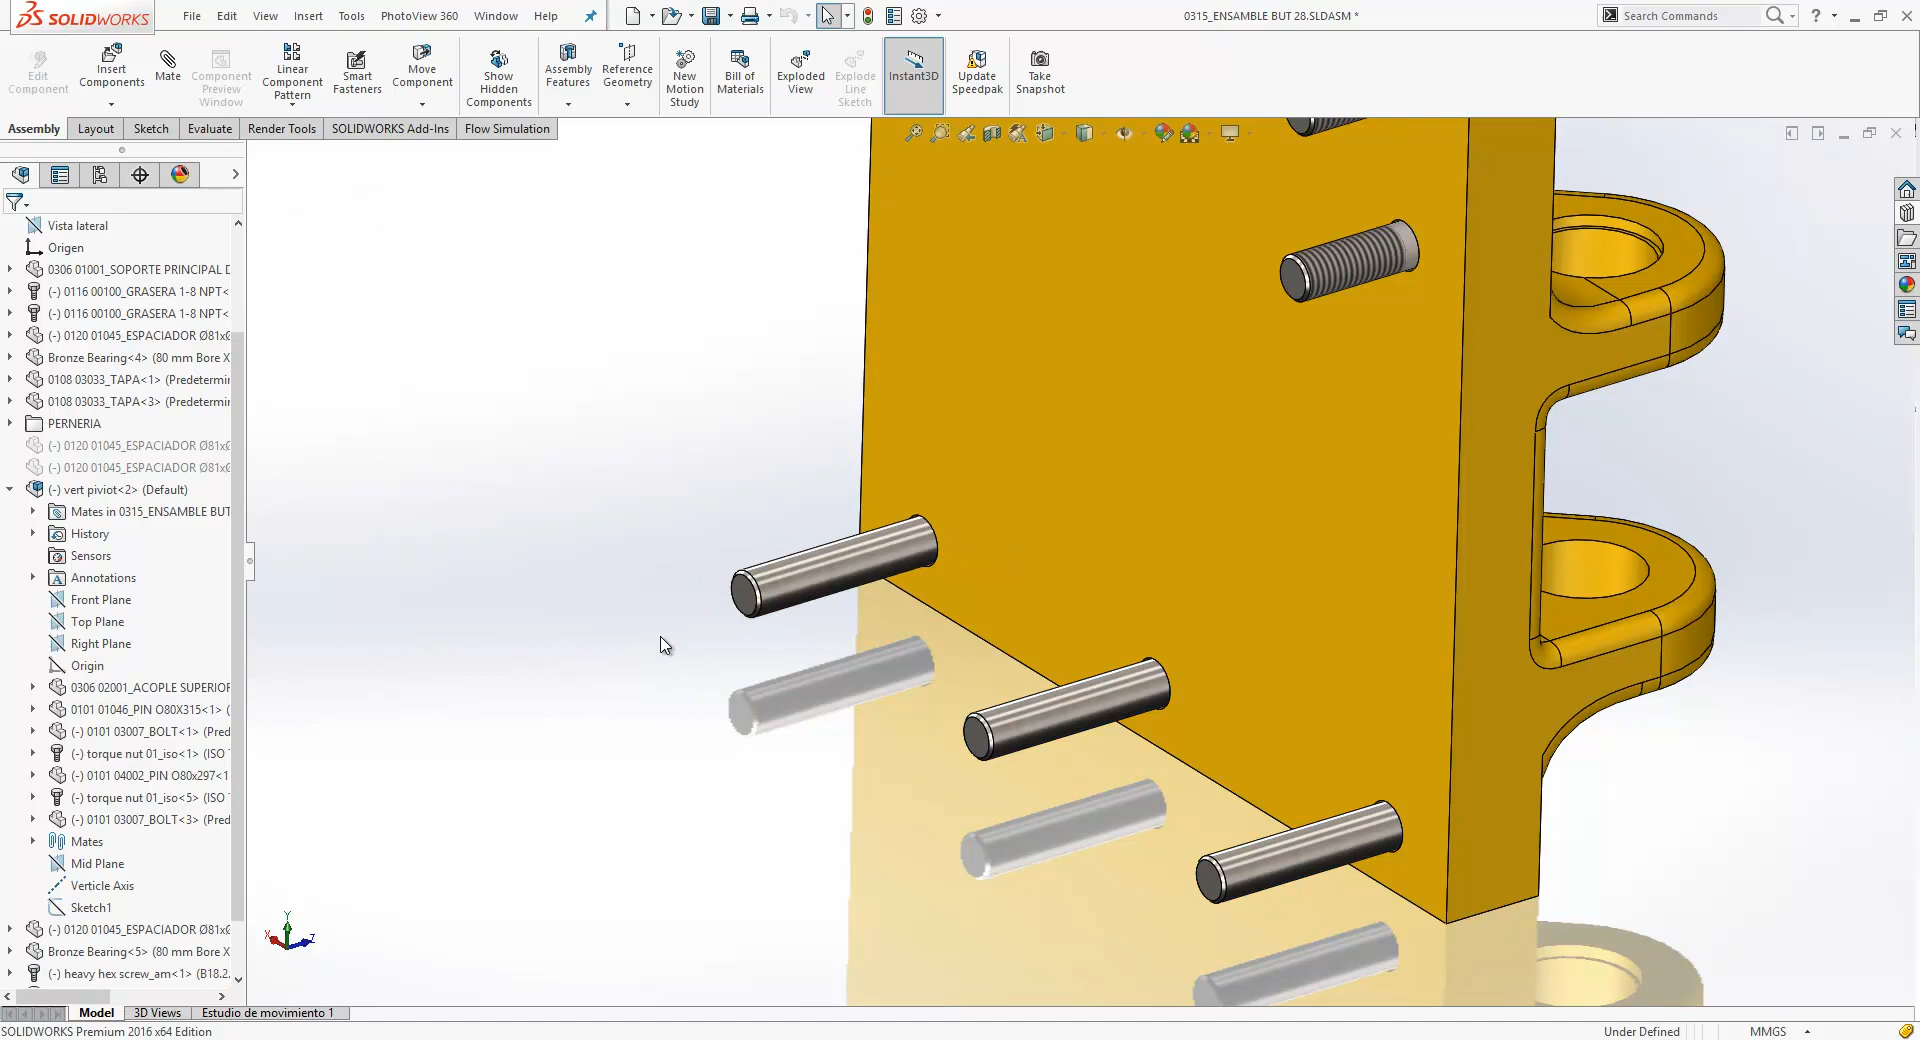 SOLIDWORKS
File Edit View Insert Tools PhotoView 360 Window Help
0315_ENSAMBLE BUT 28.SLDASM *
Search Commands
Edit Component
Insert Components
Mate
Component Preview Window
Linear Component Pattern
Smart Fasteners
Move Component
Show Hidden Components
Assembly Features
Reference Geometry
New Motion Study
Bill of Materials
Exploded View
Explode Line Sketch
Instant3D
Update Speedpak
Take Snapshot
Assembly Layout Sketch Evaluate Render Tools SOLIDWORKS Add-Ins Flow Simulation
Vista lateral
Origen
0306 01001_SOPORTE PRINCIPAL D
(-) 0116 00100_GRASERA 1-8 NPT<
(-) 0116 00100_GRASERA 1-8 NPT<
(-) 0120 01045_ESPACIADOR Ø81xØ
Bronze Bearing<4> (80 mm Bore X
0108 03033_TAPA<1> (Predetermin
0108 03033_TAPA<3> (Predetermin
PERNERIA
(-) 0120 01045_ESPACIADOR Ø81xØ
(-) 0120 01045_ESPACIADOR Ø81xØ
(-) vert piviot<2> (Default)
Mates in 0315_ENSAMBLE BUT
History
Sensors
Annotations
Front Plane
Top Plane
Right Plane
Origin
0306 02001_ACOPLE SUPERIOR
0101 01046_PIN O80X315<1> (
(-) 0101 03007_BOLT<1> (Pred
(-) torque nut 01_iso<1> (ISO
(-) 0101 04002_PIN O80x297<1
(-) torque nut 01_iso<5> (ISO
(-) 0101 03007_BOLT<3> (Pred
Mates
Mid Plane
Verticle Axis
Sketch1
(-) 0120 01045_ESPACIADOR Ø81xØ
Bronze Bearing<5> (80 mm Bore X
(-) heavy hex screw_am<1> (B18.2.
Y
X
Z
Model 3D Views Estudio de movimiento 1
SOLIDWORKS Premium 2016 x64 Edition
Under Defined
MMGS